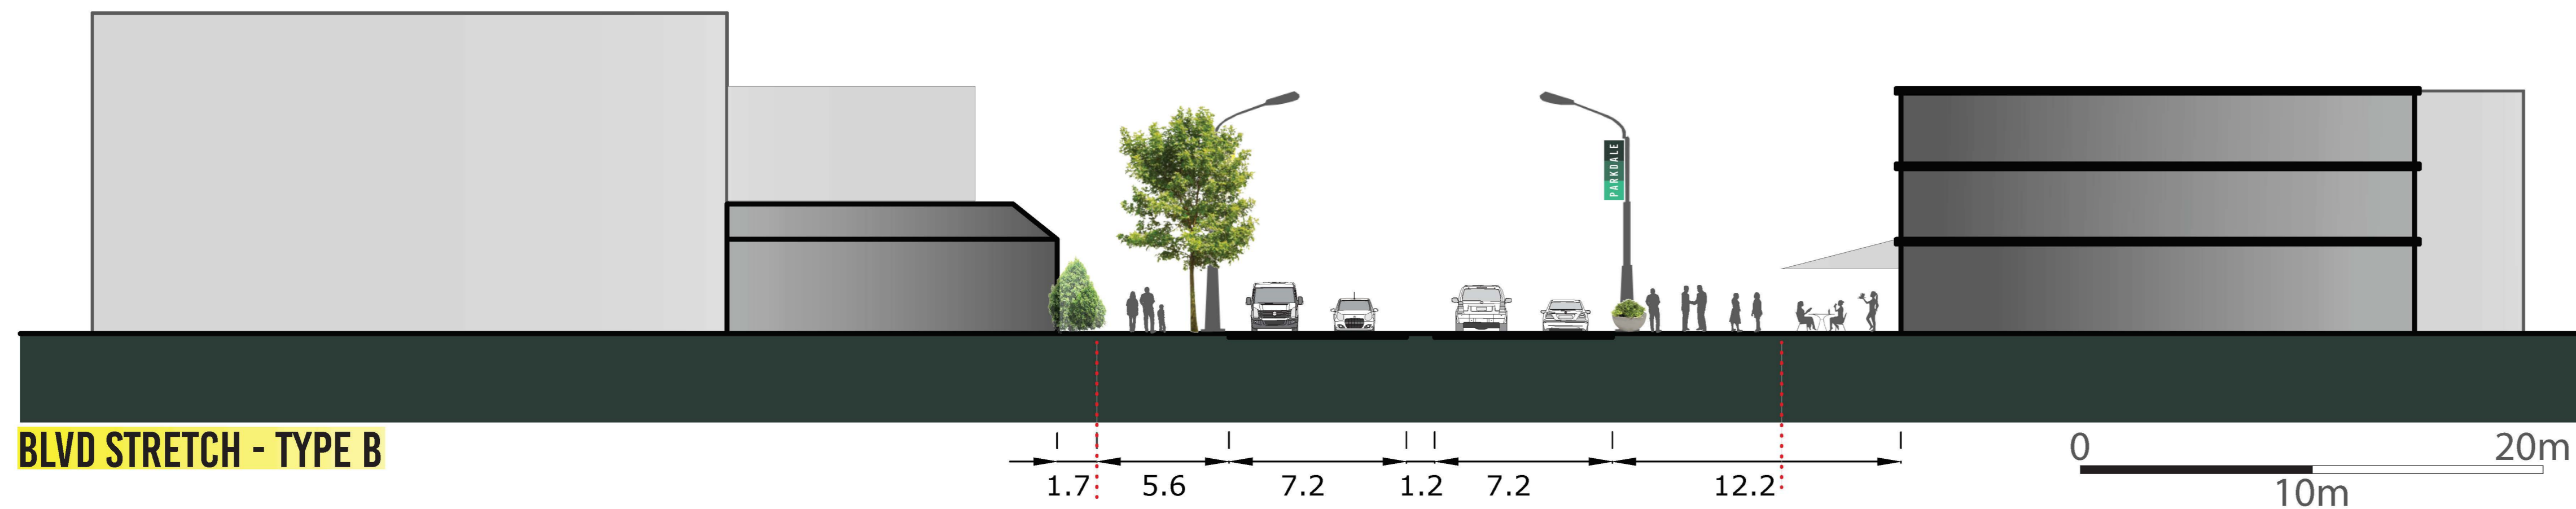 PARKDALE
BLVD STRETCH - TYPE B
1.7 5.6 7.2 1.2 7.2 12.2
0 20m
10m